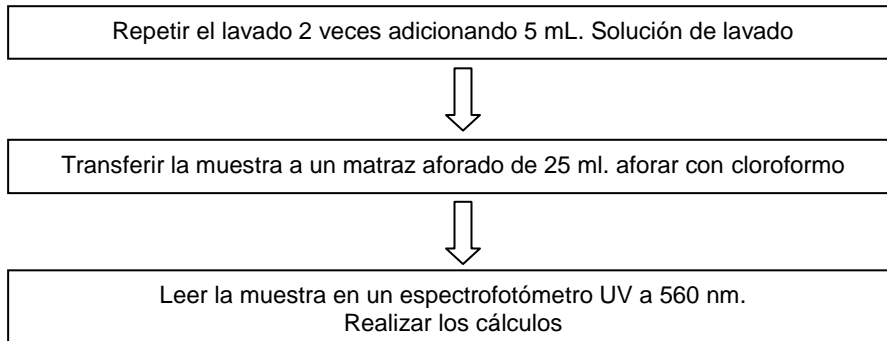 Repetir el lavado 2 veces adicionando 5 mL. Solución de lavado
Transferir la muestra a un matraz aforado de 25 ml. aforar con cloroformo
Leer la muestra en un espectrofotómetro UV a 560 nm.
Realizar los cálculos